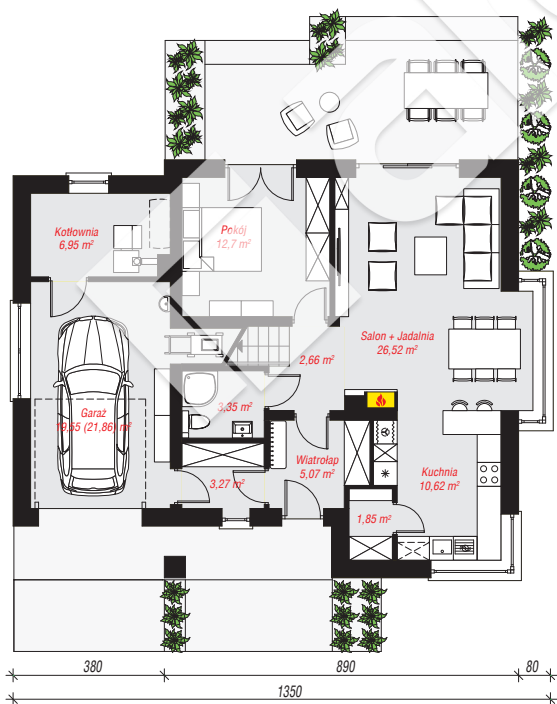 Kotłownia
6,95 m²
Pokój
12,7 m²
2,66 m²
Salon + Jadalnia
26,52 m²
Garaż
19,55 (21,86) m²
3,35 m²
Wiatrołap
5,07 m²
3,27 m²
Kuchnia
10,62 m²
1,85 m²
380
890
80
1350